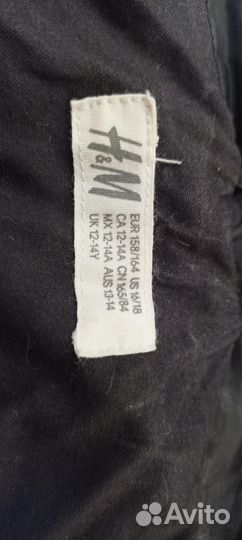 H&M
EUR 158/164 US 16/18
CA 12-14A CN 165/84
MX 12-14A AUS 13-14
UK 12-14Y
Avito